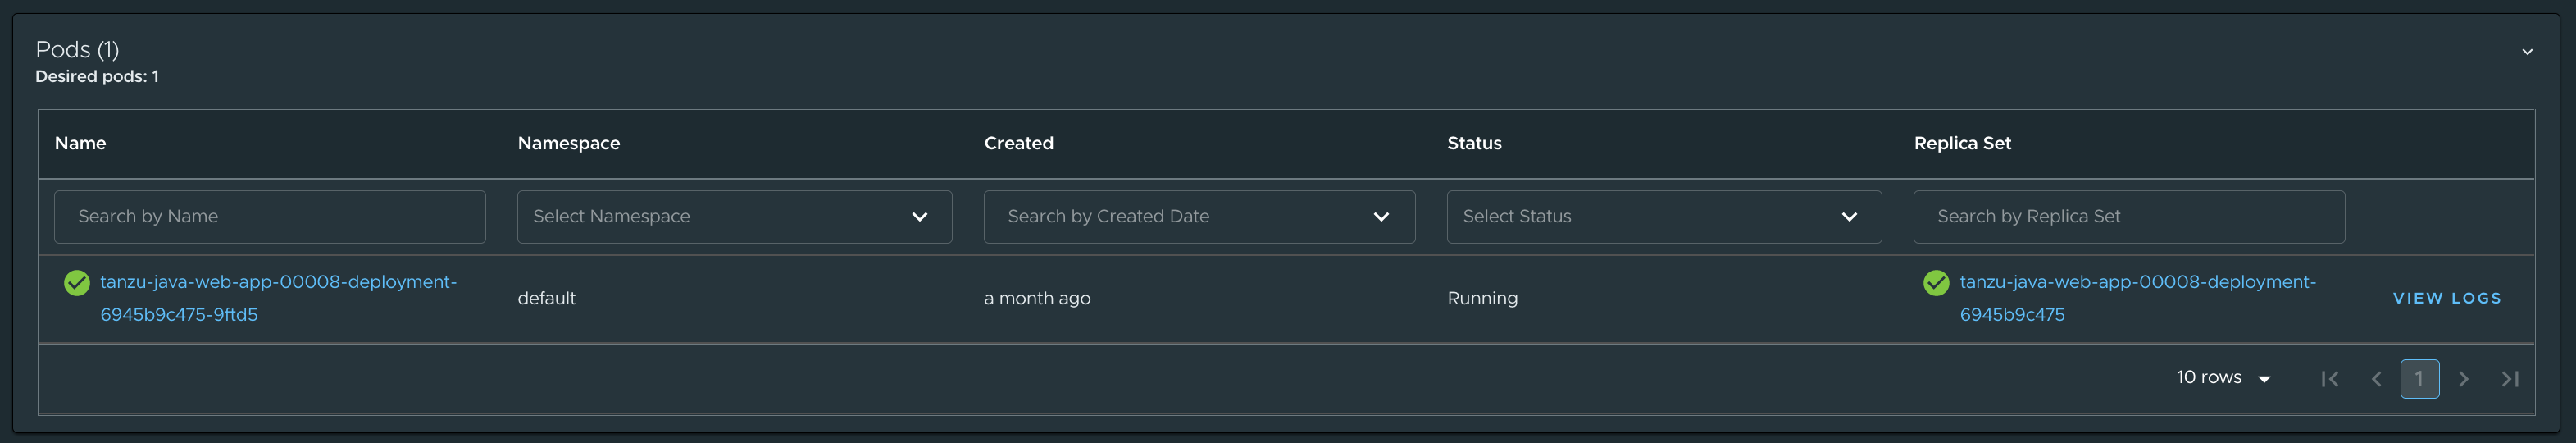 Pods (1)
Desired pods: 1
Name Namespace Created Status Replica Set
Search by Name Select Namespace Search by Created Date Select Status Search by Replica Set
tanzu-java-web-app-00008-deployment-
6945b9c475-9ftd5
default
a month ago
Running
tanzu-java-web-app-00008-deployment-
6945b9c475
VIEW LOGS
10 rows 1